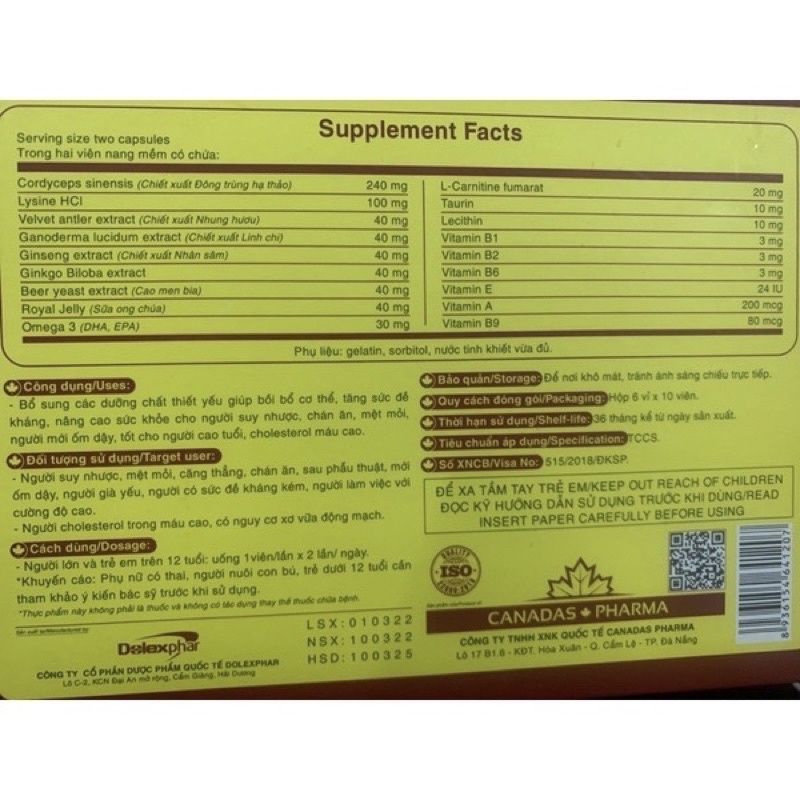 Supplement Facts
Serving size two capsules
Trong hai viên nang mềm có chứa:
Cordyceps sinensis (Chiết xuất Đông trùng hạ thảo) 240 mg
Lysine HCl 100 mg
Velvet antler extract (Chiết xuất Nhung hươu) 40 mg
Ganoderma lucidum extract (Chiết xuất Linh chi) 40 mg
Ginseng extract (Chiết xuất Nhân sâm) 40 mg
Ginkgo Biloba extract 40 mg
Beer yeast extract (Cao men bia) 40 mg
Royal Jelly (Sữa ong chúa) 40 mg
Omega 3 (DHA, EPA) 30 mg
L-Carnitine fumarat 20 mg
Taurin 10 mg
Lecithin 10 mg
Vitamin B1 3 mg
Vitamin B2 3 mg
Vitamin B6 3 mg
Vitamin E 24 IU
Vitamin A 200 mcg
Vitamin B9 80 mcg
Phụ liệu: gelatin, sorbitol, nước tinh khiết vừa đủ.
Công dụng/Uses:
- Bổ sung các dưỡng chất thiết yếu giúp bồi bổ cơ thể, tăng sức đề
kháng, nâng cao sức khỏe cho người suy nhược, chán ăn, mệt mỏi,
người mới ốm dậy, tốt cho người cao tuổi, cholesterol máu cao.
Đối tượng sử dụng/Target user:
- Người suy nhược, mệt mỏi, căng thẳng, chán ăn, sau phẫu thuật, mới
ốm dậy, người già yếu, người có sức đề kháng kém, người làm việc với
cường độ cao.
- Người cholesterol trong máu cao, có nguy cơ xơ vữa động mạch.
Cách dùng/Dosage:
- Người lớn và trẻ em trên 12 tuổi: uống 1viên/lần x 2 lần/ ngày.
*Khuyến cáo: Phụ nữ có thai, người nuôi con bú, trẻ dưới 12 tuổi cần
tham khảo ý kiến bác sỹ trước khi sử dụng.
*Thực phẩm này không phải là thuốc và không có tác dụng thay thế thuốc chữa bệnh.
Sản xuất tại/Manufactured by
Dolexphar
CÔNG TY CỔ PHẦN DƯỢC PHẨM QUỐC TẾ DOLEXPHAR
Lô C-2, KCN Đại An mở rộng, Cẩm Giàng, Hải Dương
LSX: 010322
NSX: 100322
HSD: 100325
Bảo quản/Storage: Để nơi khô mát, tránh ánh sáng chiếu trực tiếp.
Quy cách đóng gói/Packaging: Hộp 6 vỉ x 10 viên.
Thời hạn sử dụng/Shelf-life: 36 tháng kể từ ngày sản xuất.
Tiêu chuẩn áp dụng/Specification: TCCS.
Số XNCB/Visa No: 515/2018/ĐKSP.
ĐỂ XA TẦM TAY TRẺ EM/KEEP OUT REACH OF CHILDREN
ĐỌC KỸ HƯỚNG DẪN SỬ DỤNG TRƯỚC KHI DÙNG/READ
INSERT PAPER CAREFULLY BEFORE USING
QUALITY
ISO
CANADAS PHARMA
CÔNG TY TNHH XNK QUỐC TẾ CANADAS PHARMA
Lô 17 B1.6 - KĐT. Hòa Xuân - Q. Cẩm Lệ - TP. Đà Nẵng
8936154641207